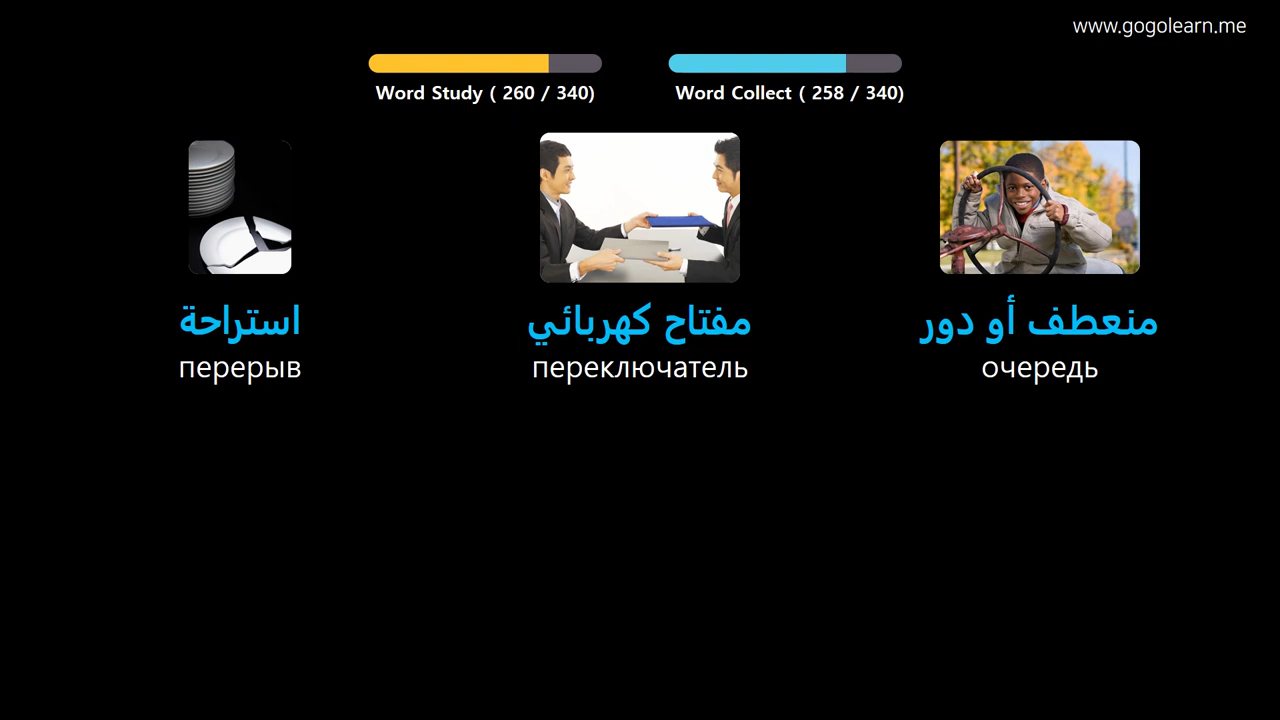 www.gogolearn.me
Word Study ( 260 / 340)
Word Collect ( 258 / 340)
استراحة
перерыв
مفتاح كهربائي
переключатель
منعطف أو دور
очередь